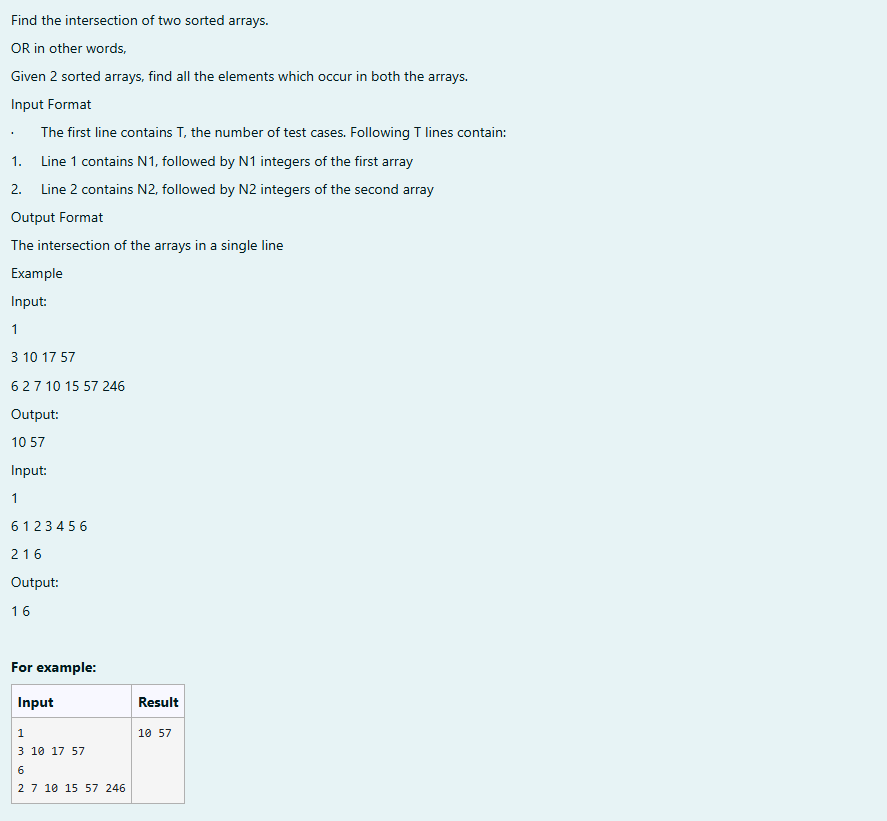 Find the intersection of two sorted arrays.
OR in other words,
Given 2 sorted arrays, find all the elements which occur in both the arrays.
Input Format
· The first line contains T, the number of test cases. Following T lines contain:
1. Line 1 contains N1, followed by N1 integers of the first array
2. Line 2 contains N2, followed by N2 integers of the second array
Output Format
The intersection of the arrays in a single line
Example
Input:
1
3 10 17 57
6 2 7 10 15 57 246
Output:
10 57
Input:
1
6 1 2 3 4 5 6
2 1 6
Output:
1 6
For example:
Input Result
1 10 57
3 10 17 57
6
2 7 10 15 57 246